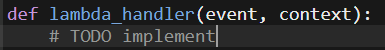 def lambda_handler(event, context):
    # TODO implement